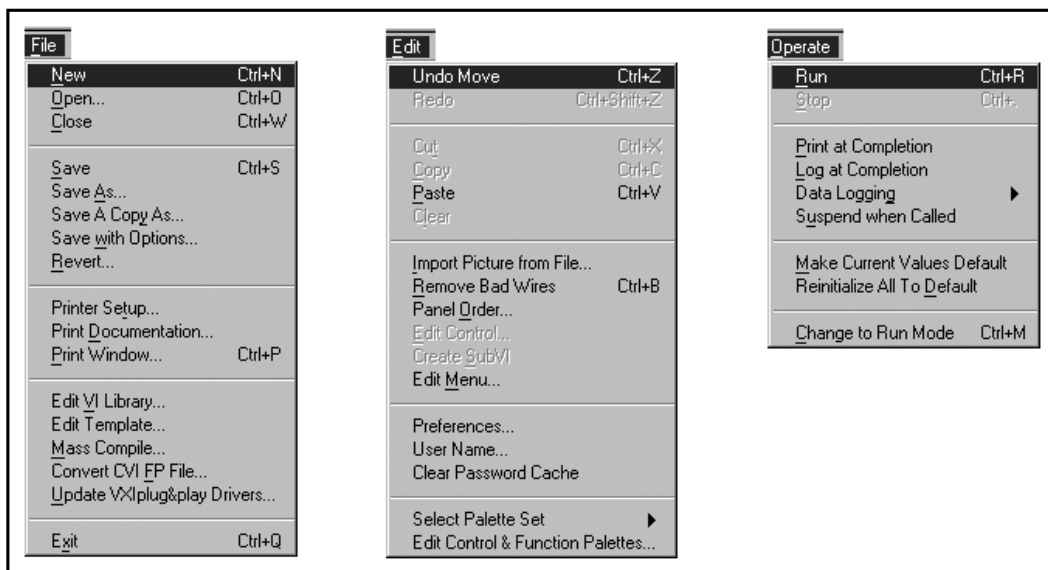 File
New Ctrl+N
Open... Ctrl+O
Close Ctrl+W
Save Ctrl+S
Save As...
Save A Copy As...
Save with Options...
Revert...
Printer Setup...
Print Documentation...
Print Window... Ctrl+P
Edit VI Library...
Edit Template...
Mass Compile...
Convert CVI FP File...
Update VXIplug&play Drivers...
Exit Ctrl+Q
Edit
Undo Move Ctrl+Z
Redo Ctrl+Shift+Z
Cut Ctrl+X
Copy Ctrl+C
Paste Ctrl+V
Clear
Import Picture from File...
Remove Bad Wires Ctrl+B
Panel Order...
Edit Control...
Create SubVI
Edit Menu...
Preferences...
User Name...
Clear Password Cache
Select Palette Set
Edit Control & Function Palettes...
Operate
Run Ctrl+R
Stop Ctrl+.
Print at Completion
Log at Completion
Data Logging
Suspend when Called
Make Current Values Default
Reinitialize All To Default
Change to Run Mode Ctrl+M